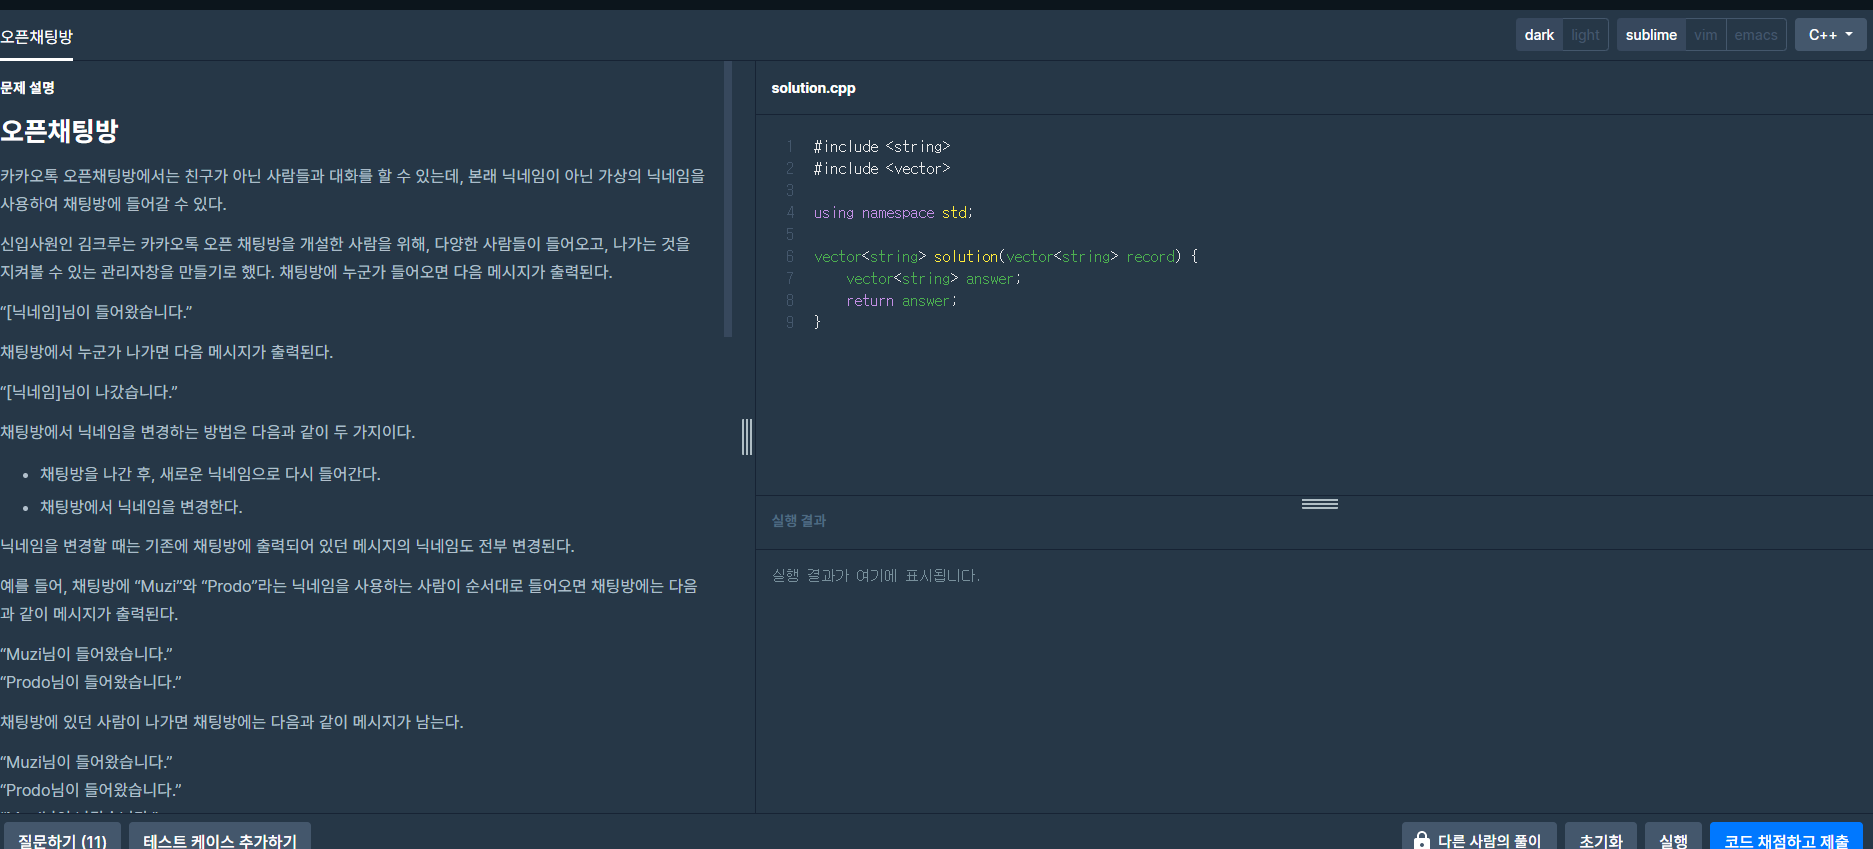 오픈채팅방
dark light sublime vim emacs C++
문제 설명
오픈채팅방
카카오톡 오픈채팅방에서는 친구가 아닌 사람들과 대화를 할 수 있는데, 본래 닉네임이 아닌 가상의 닉네임을
사용하여 채팅방에 들어갈 수 있다.
신입사원인 김크루는 카카오톡 오픈 채팅방을 개설한 사람을 위해, 다양한 사람들이 들어오고, 나가는 것을
지켜볼 수 있는 관리자창을 만들기로 했다. 채팅방에 누군가 들어오면 다음 메시지가 출력된다.
“[닉네임]님이 들어왔습니다.”
채팅방에서 누군가 나가면 다음 메시지가 출력된다.
“[닉네임]님이 나갔습니다.”
채팅방에서 닉네임을 변경하는 방법은 다음과 같이 두 가지이다.
• 채팅방을 나간 후, 새로운 닉네임으로 다시 들어간다.
• 채팅방에서 닉네임을 변경한다.
닉네임을 변경할 때는 기존에 채팅방에 출력되어 있던 메시지의 닉네임도 전부 변경된다.
예를 들어, 채팅방에 “Muzi”와 “Prodo”라는 닉네임을 사용하는 사람이 순서대로 들어오면 채팅방에는 다음
과 같이 메시지가 출력된다.
“Muzi님이 들어왔습니다.”
“Prodo님이 들어왔습니다.”
채팅방에 있던 사람이 나가면 채팅방에는 다음과 같이 메시지가 남는다.
“Muzi님이 들어왔습니다.”
“Prodo님이 들어왔습니다.”
solution.cpp
1 #include <string>
2 #include <vector>
3
4 using namespace std;
5
6 vector<string> solution(vector<string> record) {
7 vector<string> answer;
8 return answer;
9 }
실행 결과
실행 결과가 여기에 표시됩니다.
질문하기 (11) 테스트 케이스 추가하기 다른 사람의 풀이 초기화 실행 코드 채점하고 제출